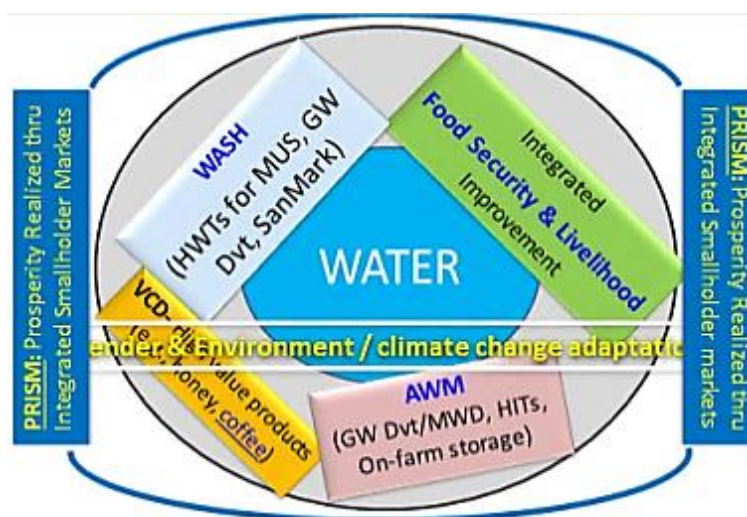 PRISM: Prosperity Realized thru
Integrated Smallholder Markets
WASH
(HWTs for MUS, GW
Dvt, SanMark)
Integrated
Food Security & Livelihood
Improvement
WATER
VCD- value products
honey, coffee)
ender & Environment / climate change adaptatic
AWM
(GW Dvt/MWD, HITs,
On-farm storage)
PRISM: Prosperity Realized thru
Integrated Smallholder markets